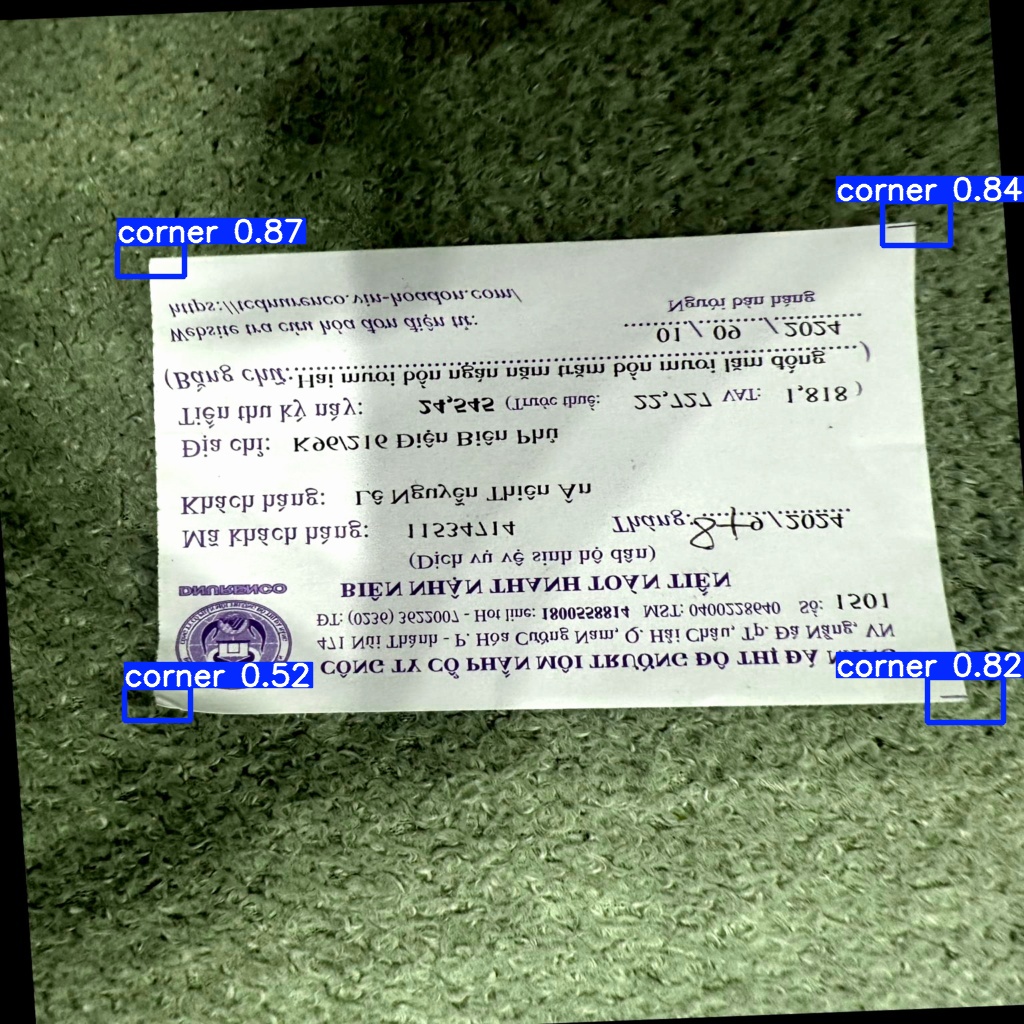 CÔNG TY CỔ PHẦN MÔI TRƯỜNG ĐÔ THỊ ĐÀ
471 Núi Thành - P. Hòa Cường Nam, Q. Hải Châu, Tp. Đà Nẵng, VN
ĐT: (0236) 3622007 - Hot line: 1800558814 MST: 0400228640 Số: 1501
DNURENCO
BIÊN NHẬN THANH TOÁN TIỀN
(Dịch vụ vệ sinh hộ dân)
Mã Khách hàng: 11534714 Tháng: 8+9/2024
Khách hàng: Lê Nguyễn Thiên Ân
Địa chỉ: K96/216 Điện Biên Phủ
Tiền thu kỳ này: 24,545 (Trước thuế: 22,727 VAT: 1,818 )
(Bằng chữ: Hai mươi bốn ngàn năm trăm bốn mươi lăm đồng )
Website tra cứu hóa đơn điện tử: 01 / 09 / 2024
https://tcdnurenco.vin-hoadon.com/ Người bán hàng
corner 0.87
corner 0.84
corner 0.52
corner 0.82